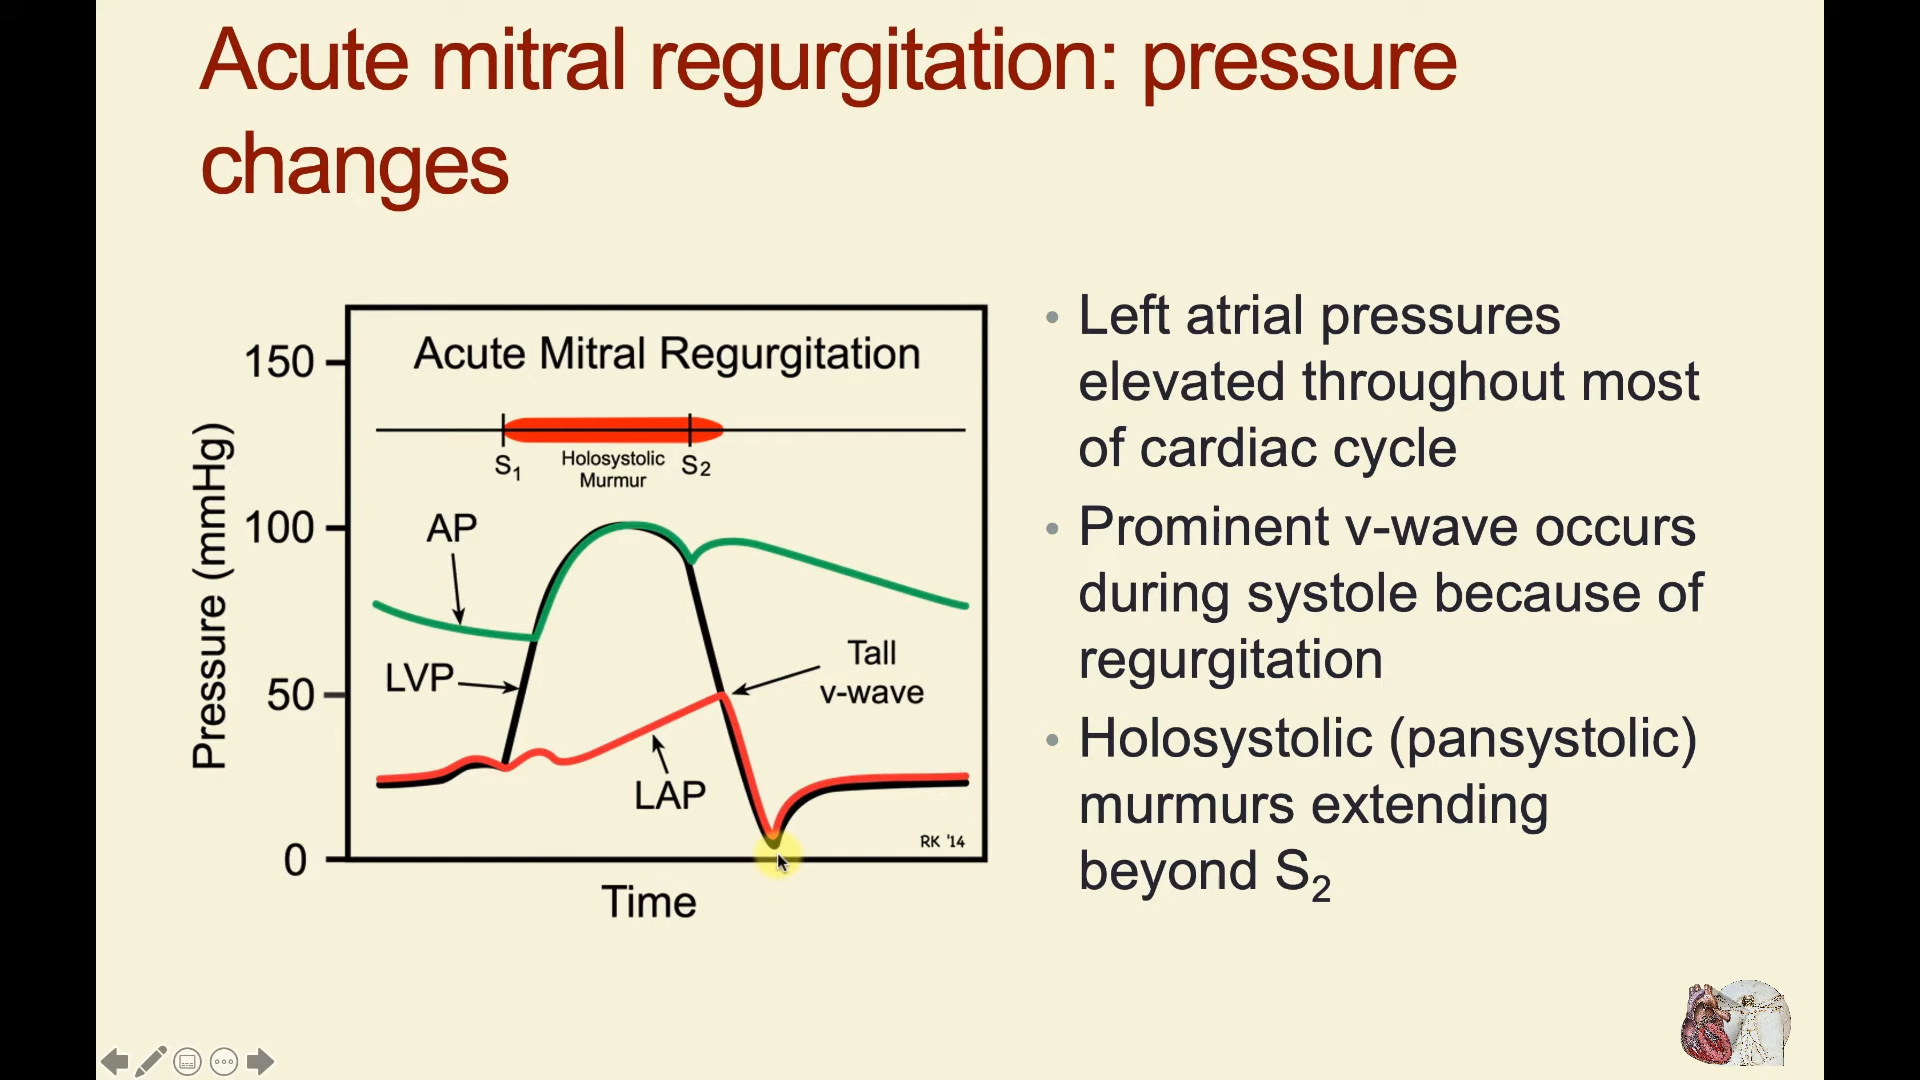 Acute mitral regurgitation: pressure
changes
Acute Mitral Regurgitation
150
100
50
0
Pressure (mmHg)
S1
Holosystolic
Murmur
S2
AP
LVP
Tall
v-wave
LAP
RK '14
Time
• Left atrial pressures
elevated throughout most
of cardiac cycle
• Prominent v-wave occurs
during systole because of
regurgitation
• Holosystolic (pansystolic)
murmurs extending
beyond S2